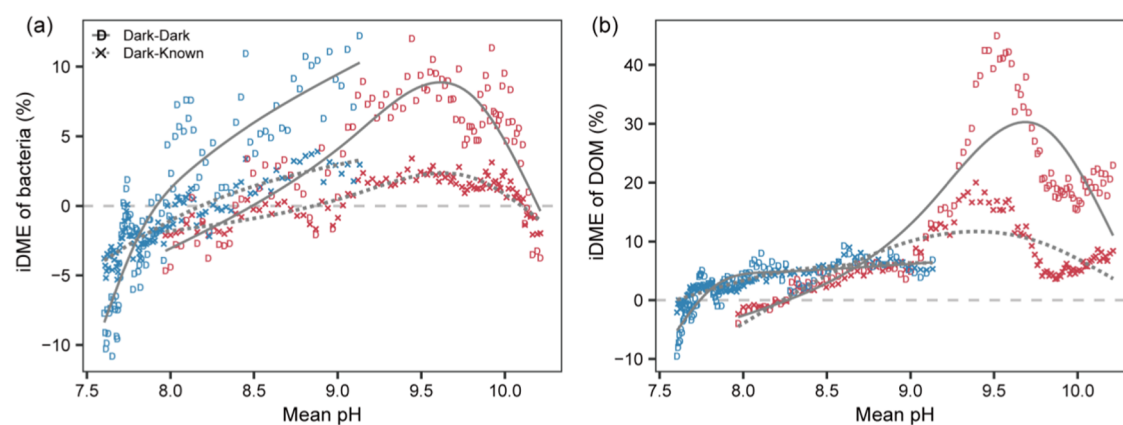 (a)
D Dark-Dark
× Dark-Known
10
5
0
−5
−10
iDME of bacteria (%)
7.5 8.0 8.5 9.0 9.5 10.0
Mean pH
(b)
40
30
20
10
0
−10
iDME of DOM (%)
7.5 8.0 8.5 9.0 9.5 10.0
Mean pH